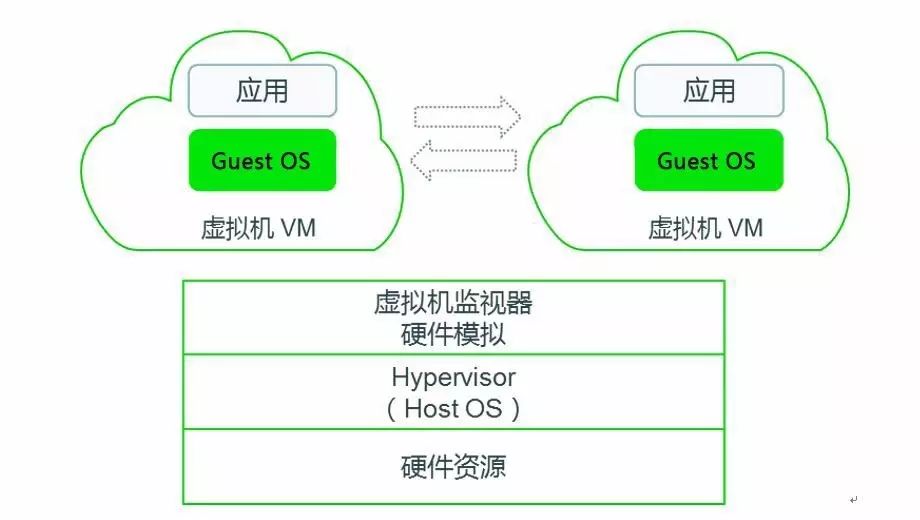 应用
Guest OS
虚拟机 VM
应用
Guest OS
虚拟机 VM
虚拟机监视器
硬件模拟
Hypervisor
（Host OS）
硬件资源